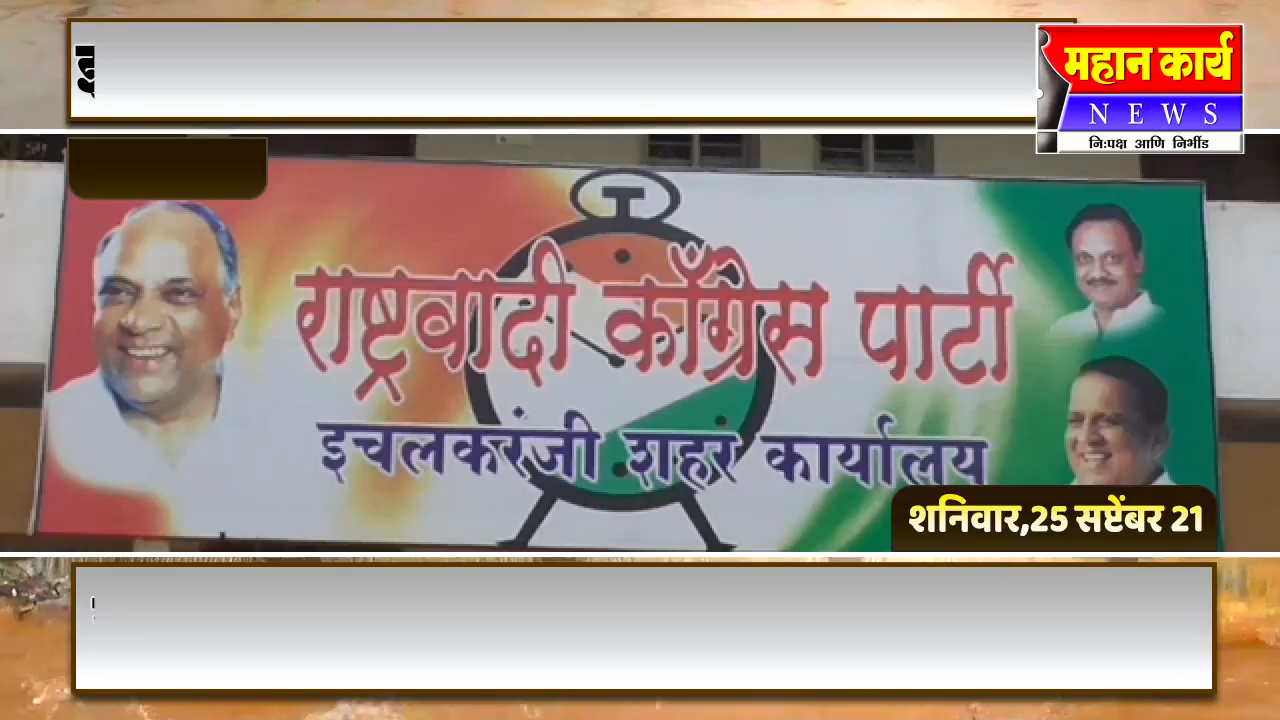 महान कार्य
NEWS
नि:पक्ष आणि निर्भीड
राष्ट्रवादी काँग्रेस पार्टी
इचलकरंजी शहर कार्यालय
शनिवार,25 सप्टेंबर 21